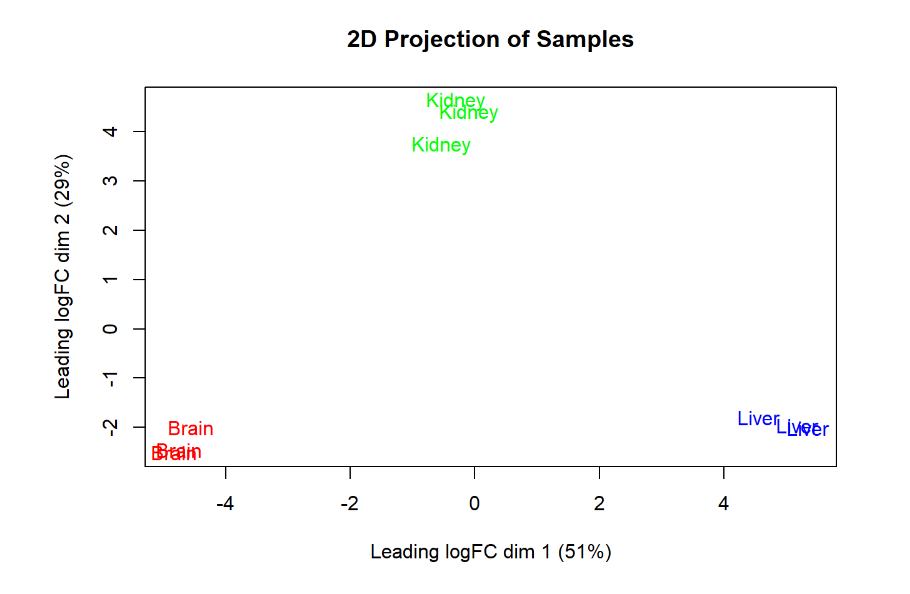 2D Projection of Samples
Kidney
Kidney
Kidney
Brain
Brain
Brain
Liver
Liver
Liver
4
3
2
1
0
-1
-2
Leading logFC dim 2 (29%)
-4
-2
0
2
4
Leading logFC dim 1 (51%)